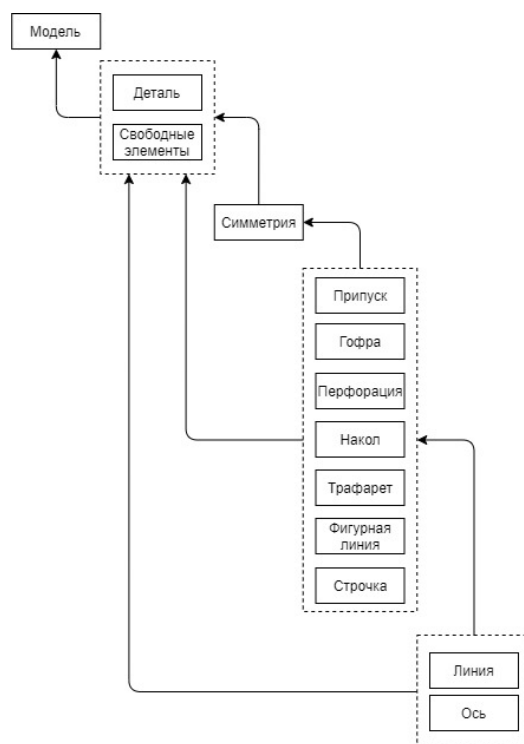 Модель
Деталь
Свободные
элементы
Симметрия
Припуск
Гофра
Перфорация
Накол
Трафарет
Фигурная
линия
Строчка
Линия
Ось